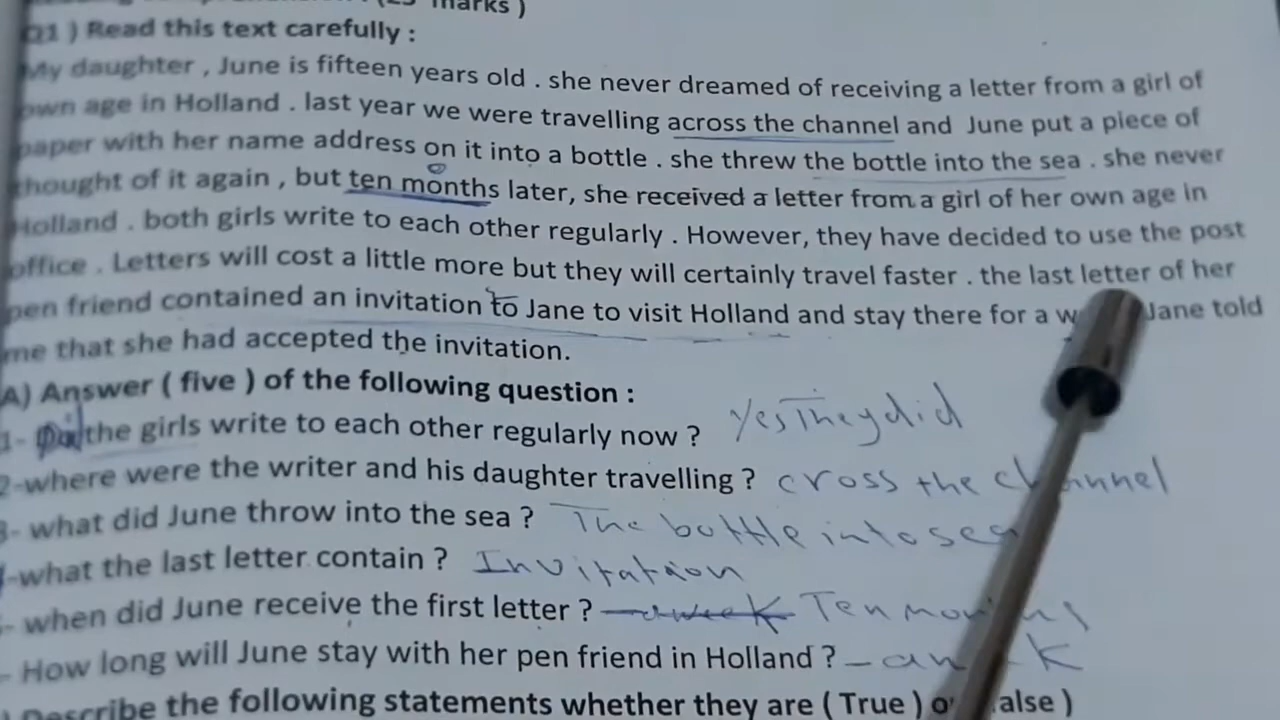 marks )
Q1 ) Read this text carefully :
My daughter , June is fifteen years old . she never dreamed of receiving a letter from a girl of
own age in Holland . last year we were travelling across the channel and June put a piece of
paper with her name address on it into a bottle . she threw the bottle into the sea . she never
thought of it again , but ten months later, she received a letter from a girl of her own age in
Holland . both girls write to each other regularly . However, they have decided to use the post
office . Letters will cost a little more but they will certainly travel faster . the last letter of her
pen friend contained an invitation to Jane to visit Holland and stay there for a Jane told
me that she had accepted the invitation.
A) Answer ( five ) of the following question :
1- the girls write to each other regularly now ? Yes They did
2-where were the writer and his daughter travelling ? cross the channel
3- what did June throw into the sea ? The bottle into sea
-what the last letter contain ? Invitataion
- when did June receive the first letter ? Ten
- How long will June stay with her pen friend in Holland ?
Describe the following statements whether they are ( True )